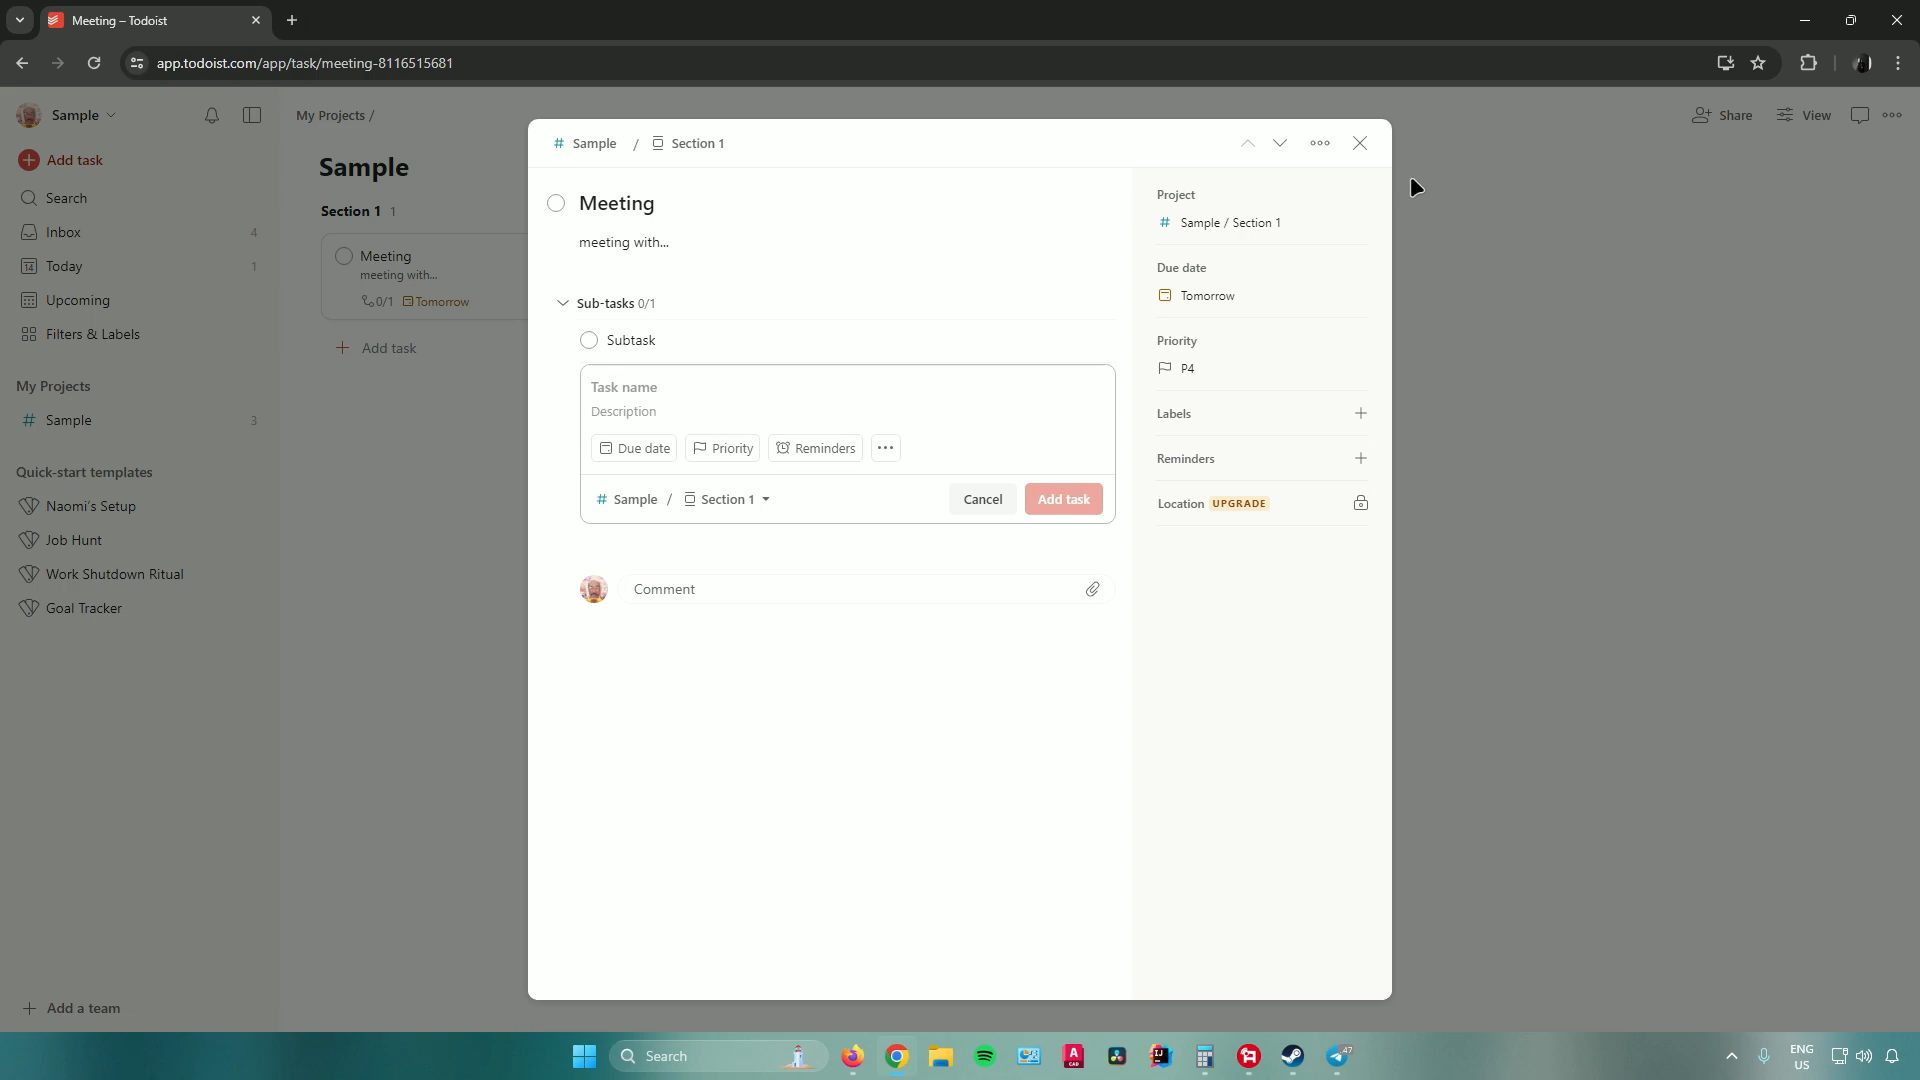 Meeting – Todoist
app.todoist.com/app/task/meeting-8116515681
Sample
My Projects /
Share
View
Add task
Search
Inbox 4
14 Today 1
Upcoming
Filters & Labels
My Projects
# Sample 3
Quick-start templates
Naomi's Setup
Job Hunt
Work Shutdown Ritual
Goal Tracker
Add a team
Sample
Section 1 1
Meeting
meeting with...
0/1 Tomorrow
Add task
# Sample / Section 1
Meeting
meeting with...
Sub-tasks 0/1
Subtask
Task name
Description
Due date Priority Reminders
# Sample / Section 1
Cancel Add task
Comment
Project
# Sample / Section 1
Due date
Tomorrow
Priority
P4
Labels
Reminders
Location UPGRADE
Search
A
CAD
IJ
47
ENG
US